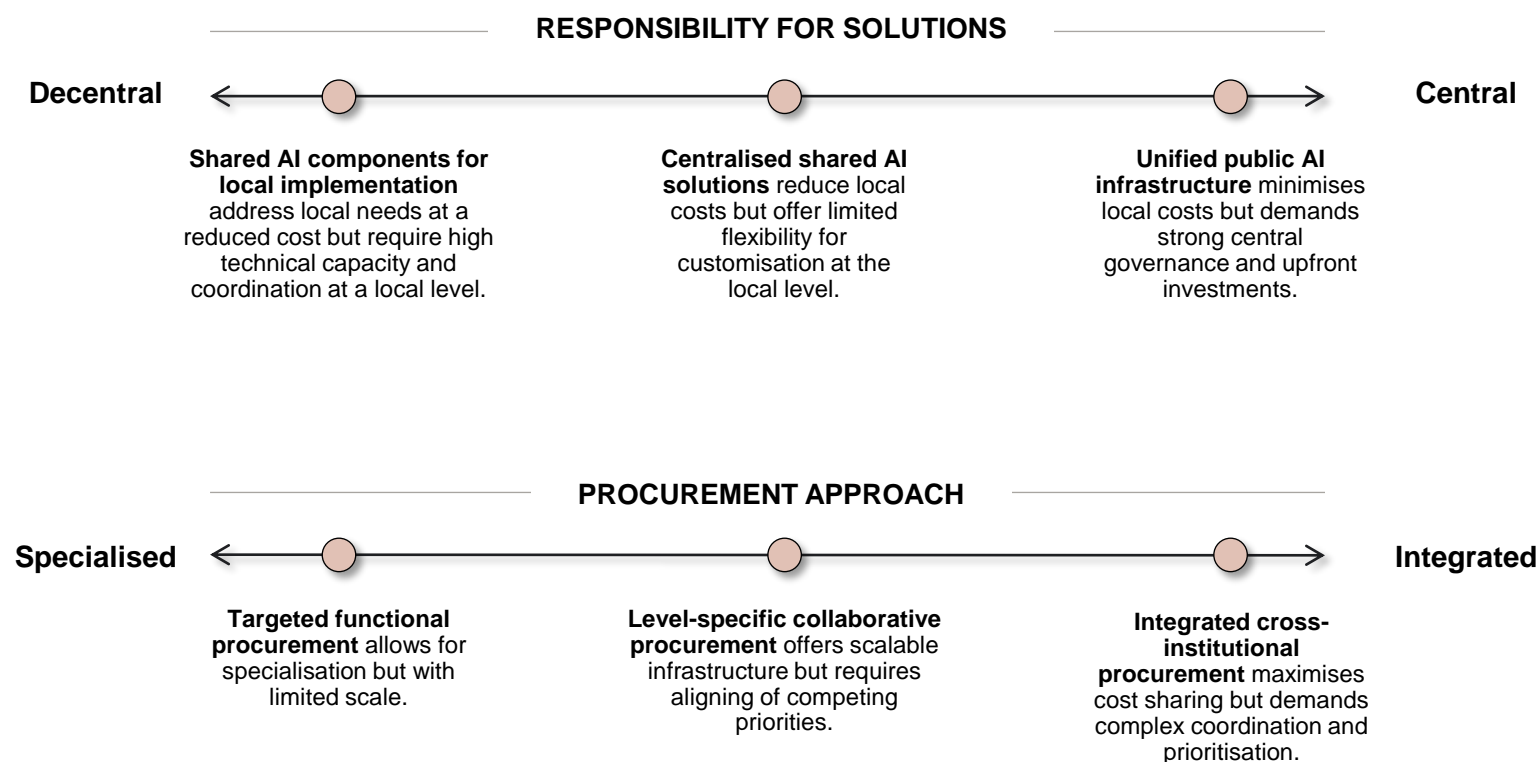 RESPONSIBILITY FOR SOLUTIONS
Decentral
Central
Shared AI components for
local implementation
address local needs at a
reduced cost but require high
technical capacity and
coordination at a local level.
Centralised shared AI
solutions reduce local
costs but offer limited
flexibility for
customisation at the
local level.
Unified public AI
infrastructure minimises
local costs but demands
strong central
governance and upfront
investments.
PROCUREMENT APPROACH
Specialised
Integrated
Targeted functional
procurement allows for
specialisation but with
limited scale.
Level-specific collaborative
procurement offers scalable
infrastructure but requires
aligning of competing
priorities.
Integrated cross-
institutional
procurement maximises
cost sharing but demands
complex coordination and
prioritisation.